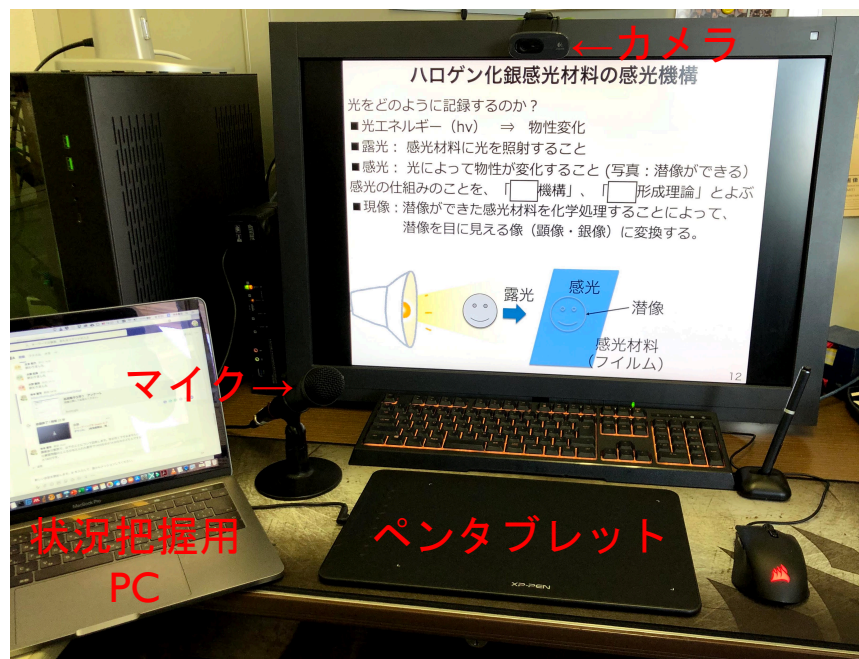 ←カメラ
ハロゲン化銀感光材料の感光機構
光をどのように記録するのか？
■光エネルギー（hv）　⇒　物性変化
■露光：感光材料に光を照射すること
■感光：光によって物性が変化すること(写真：潜像ができる)
感光の仕組みのことを、「　機構」、「　形成理論」とよぶ
■現像：潜像ができた感光材料を化学処理することによって、
潜像を目に見える像（顕像・銀像）に変換する。
露光
感光
潜像
感光材料
（フイルム）
12
マイク→
MacBook Pro
状況把握用
PC
ペンタブレット
XP-PEN